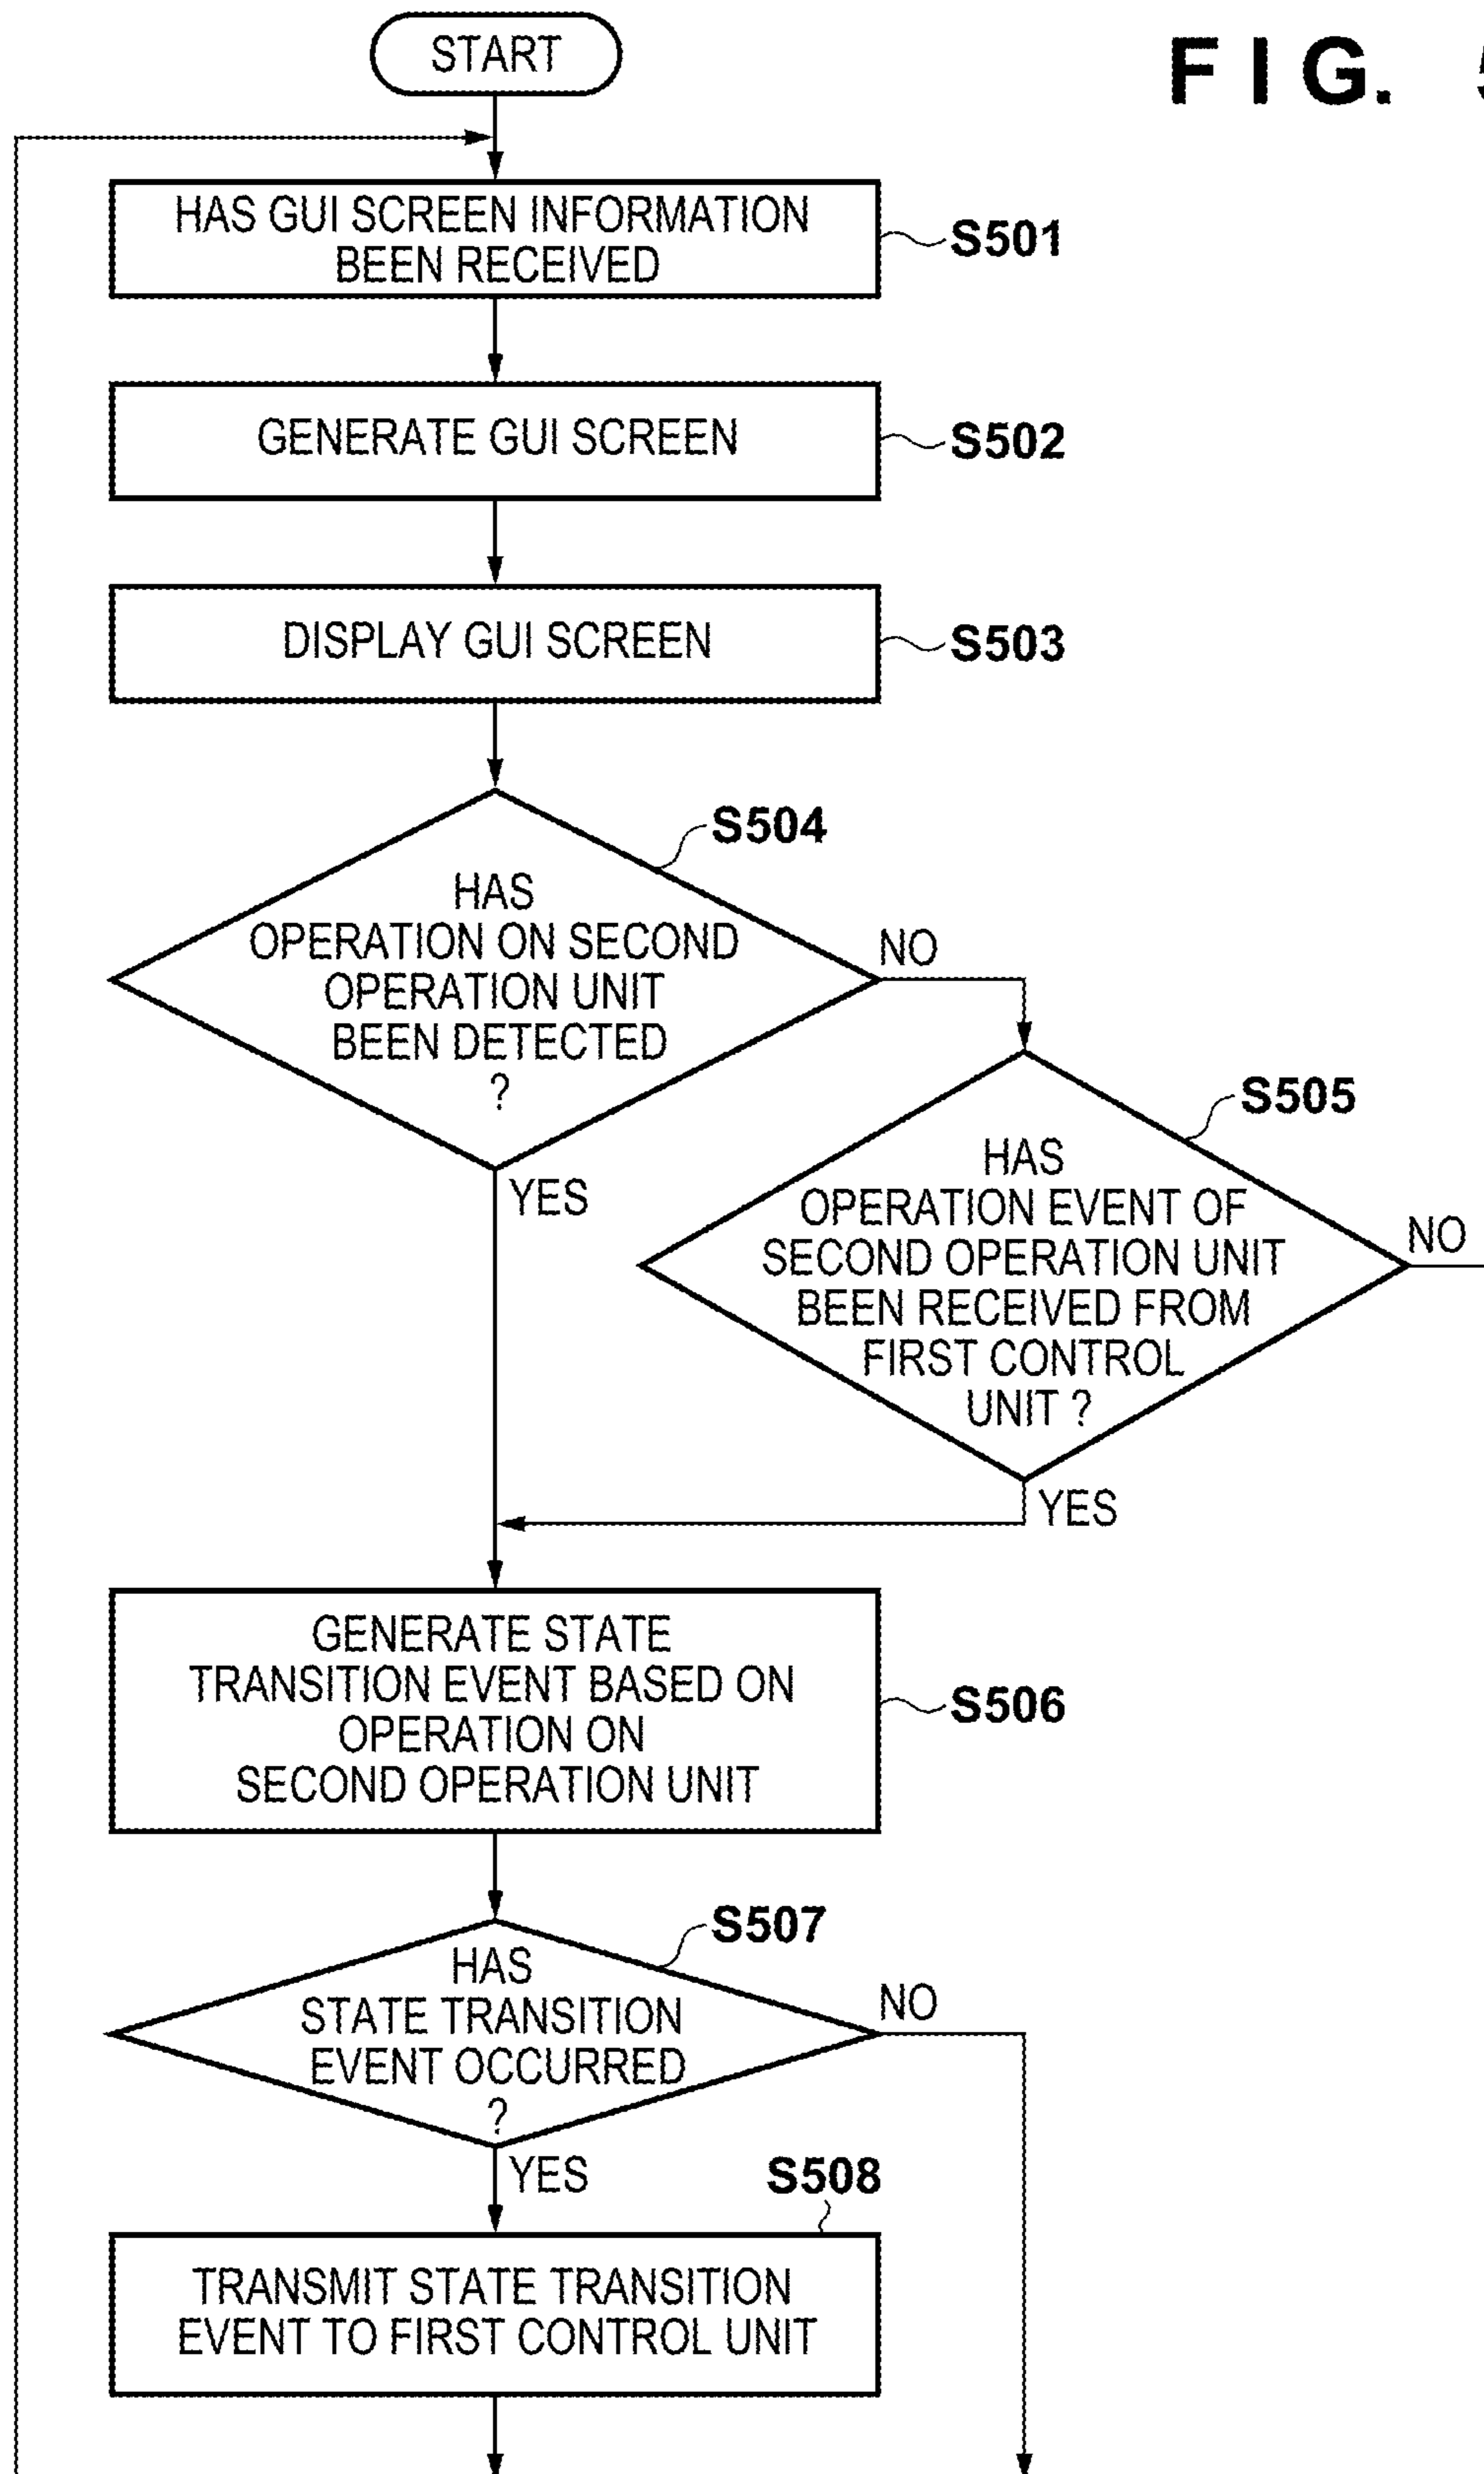 START
FIG.
HAS GUI SCREEN INFORMATION
BEEN RECEIVED
S501
GENERATE GUI SCREEN
S502
DISPLAY GUI SCREEN
S503
S504
HAS
OPERATION ON SECOND
OPERATION UNIT
BEEN DETECTED
?
NO
YES
S505
HAS
OPERATION EVENT OF
SECOND OPERATION UNIT
BEEN RECEIVED FROM
FIRST CONTROL
UNIT ?
NO
YES
GENERATE STATE
TRANSITION EVENT BASED ON
OPERATION ON
SECOND OPERATION UNIT
S506
S507
HAS
STATE TRANSITION
EVENT OCCURRED
?
NO
YES
S508
TRANSMIT STATE TRANSITION
EVENT TO FIRST CONTROL UNIT